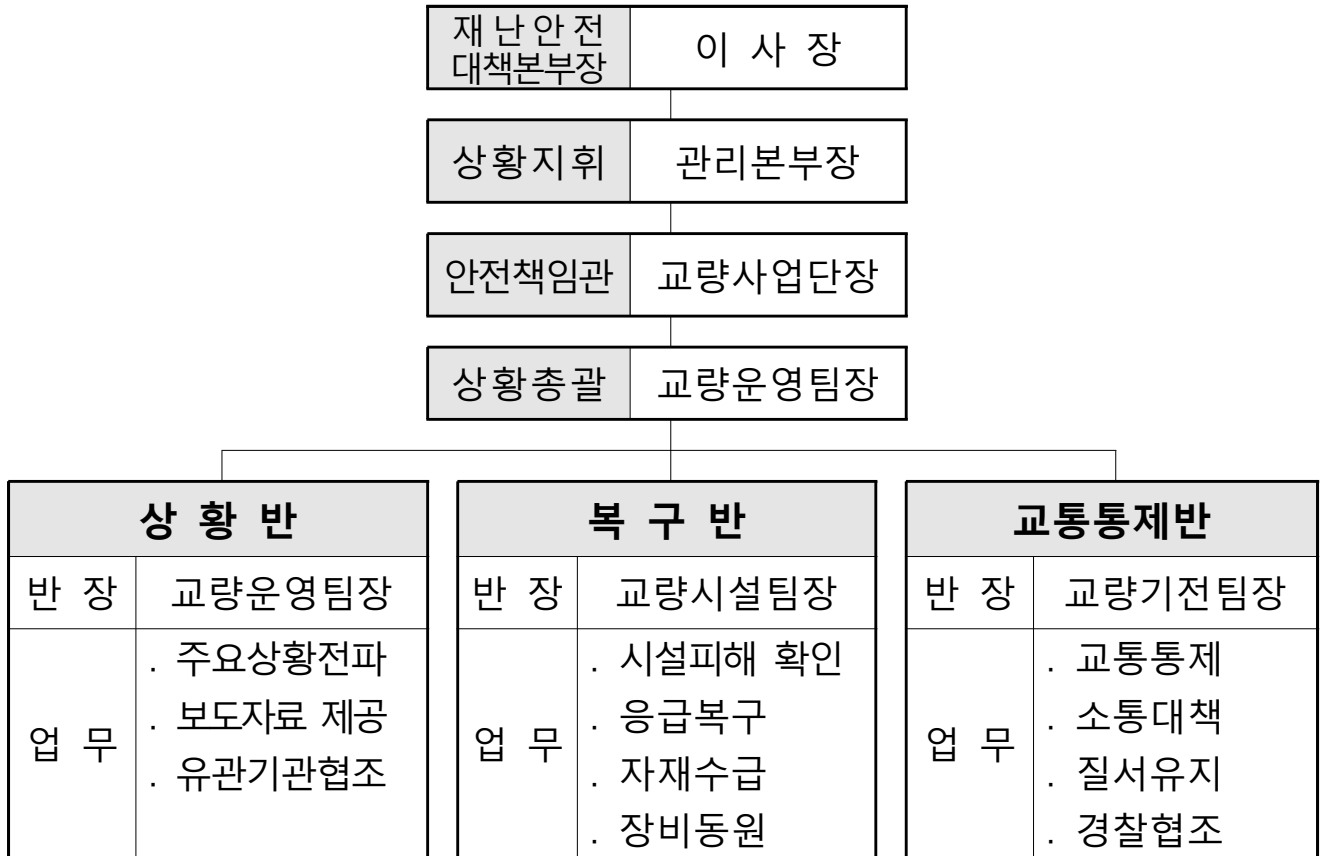 재 난 안 전
대책본부장
이 사 장
상황지휘
관리본부장
안전책임관
교량사업단장
상황총괄
교량운영팀장
상 황 반
반 장
교량운영팀장
업 무
. 주요상황전파
. 보도자료 제공
. 유관기관협조
복 구 반
반 장
교량시설팀장
업 무
. 시설피해 확인
. 응급복구
. 자재수급
. 장비동원
교통통제반
반 장
교량기전팀장
업 무
. 교통통제
. 소통대책
. 질서유지
. 경찰협조